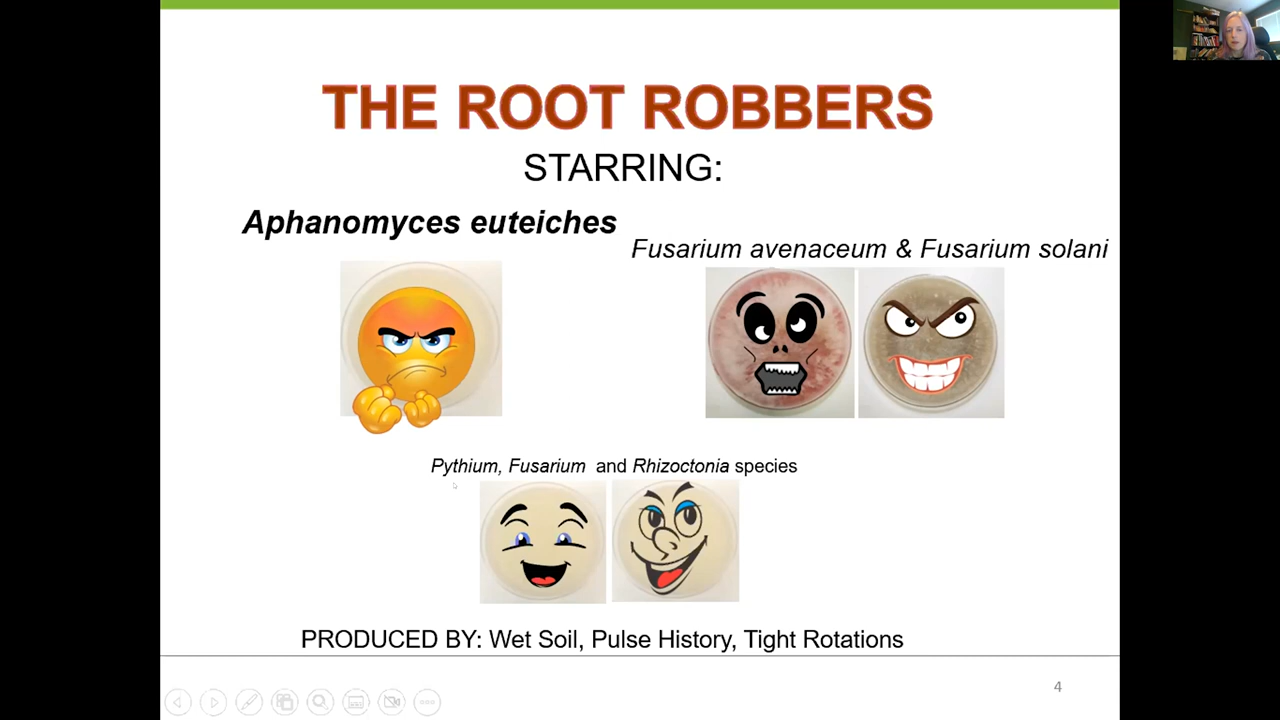 THE ROOT ROBBERS
STARRING:
Aphanomyces euteiches
Fusarium avenaceum & Fusarium solani
Pythium, Fusarium and Rhizoctonia species
PRODUCED BY: Wet Soil, Pulse History, Tight Rotations
4